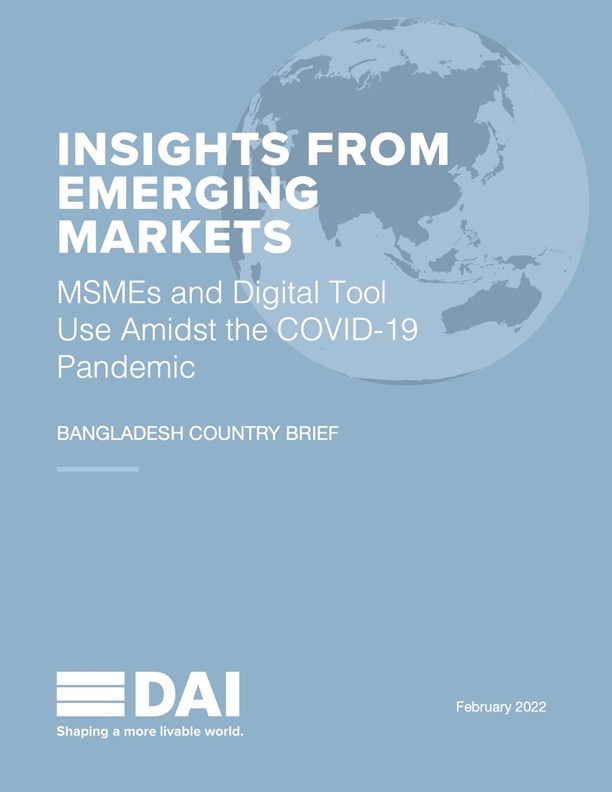 INSIGHTS FROM
EMERGING
MARKETS
MSMEs and Digital Tool
Use Amidst the COVID-19
Pandemic
BANGLADESH COUNTRY BRIEF
DAI
Shaping a more livable world.
February 2022